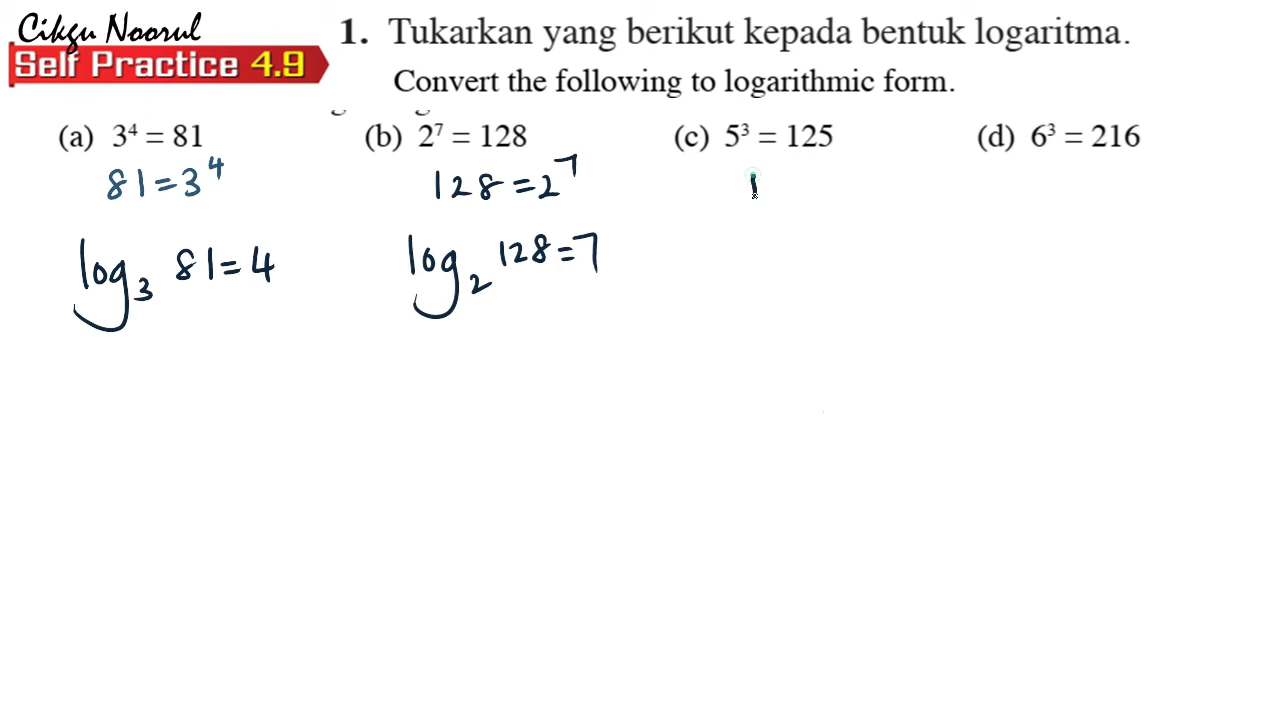 Cikgu Noorul
Self Practice 4.9
1. Tukarkan yang berikut kepada bentuk logaritma.
Convert the following to logarithmic form.
(a) 3⁴ = 81 (b) 2⁷ = 128 (c) 5³ = 125 (d) 6³ = 216
81=3⁴ 128=2⁷ 1
log₃ 81=4 log₂ 128=7